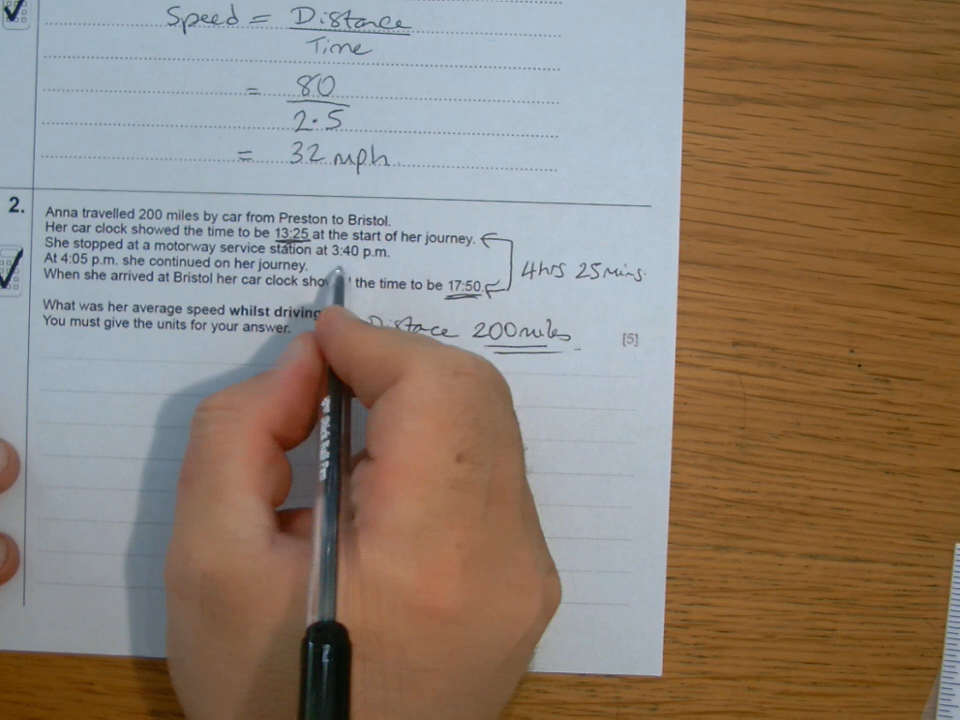 Speed = Distance
Time
= 80
2.5
= 32 mph.
2.
Anna travelled 200 miles by car from Preston to Bristol.
Her car clock showed the time to be 13:25 at the start of her journey.
She stopped at a motorway service station at 3:40 p.m.
At 4:05 p.m. she continued on her journey.
4hrs 25mins.
When she arrived at Bristol her car clock the time to be 17:50.
What was her average speed whilst driving
You must give the units for your answer.
Distance 200miles
[5]